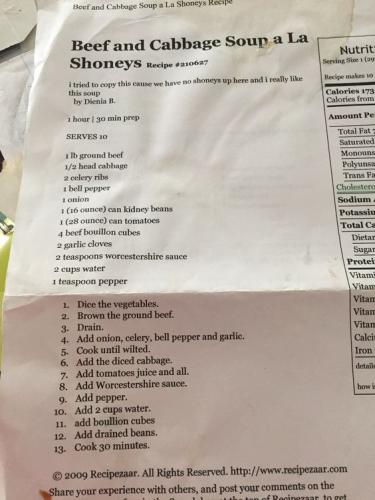 Beef and Cabbage Soup a La Shoneys Recipe
Beef and Cabbage Soup a La
Shoneys Recipe #210627
i tried to copy this cause we have no shoneys up here and i really like
this soup
by Dienia B.
1 hour | 30 min prep
SERVES 10
1 lb ground beef
1/2 head cabbage
2 celery ribs
1 bell pepper
1 onion
1 (16 ounce) can kidney beans
1 (28 ounce) can tomatoes
4 beef bouillon cubes
2 garlic cloves
2 teaspoons worcestershire sauce
2 cups water
1 teaspoon pepper
1. Dice the vegetables.
2. Brown the ground beef.
3. Drain.
4. Add onion, celery, bell pepper and garlic.
5. Cook until wilted.
6. Add the diced cabbage.
7. Add tomatoes juice and all.
8. Add Worcestershire sauce.
9. Add pepper.
10. Add 2 cups water.
11. add boullion cubes
12. Add drained beans.
13. Cook 30 minutes.
© 2009 Recipezaar. All Rights Reserved. http://www.recipezaar.com
Share your experience with others, and post your comments on the
Nutriti
Serving Size 1 (29
Recipe makes 10
Calories 173
Calories from
Amount Pe
Total Fat 7
Saturated
Monouns
Polyunsa
Trans Fa
Cholestero
Sodium
Potassiu
Total Ca
Dietar
Sugar
Protei
Vitami
Vitam
Vitan
Vitan
Vitan
Calci
Iron
detail
how is